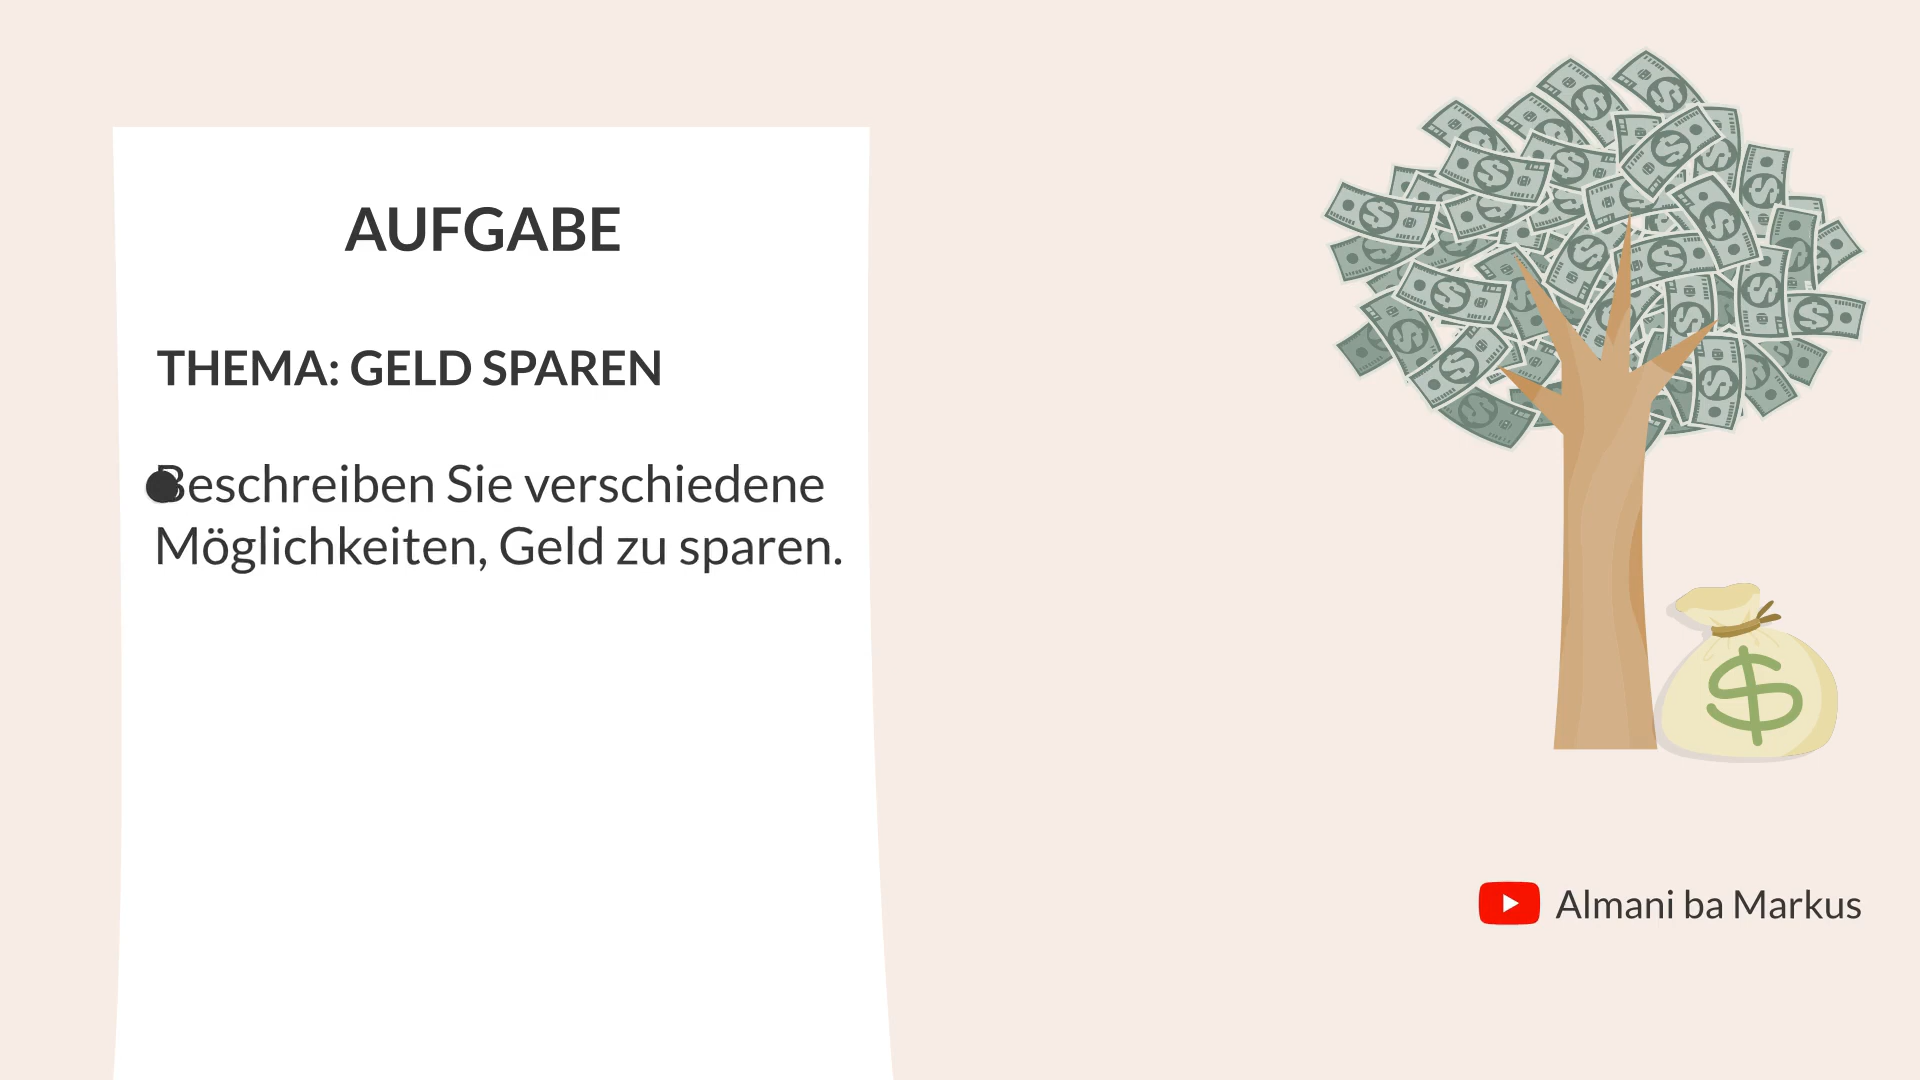 AUFGABE
THEMA: GELD SPAREN
Beschreiben Sie verschiedene
Möglichkeiten, Geld zu sparen.
Almani ba Markus